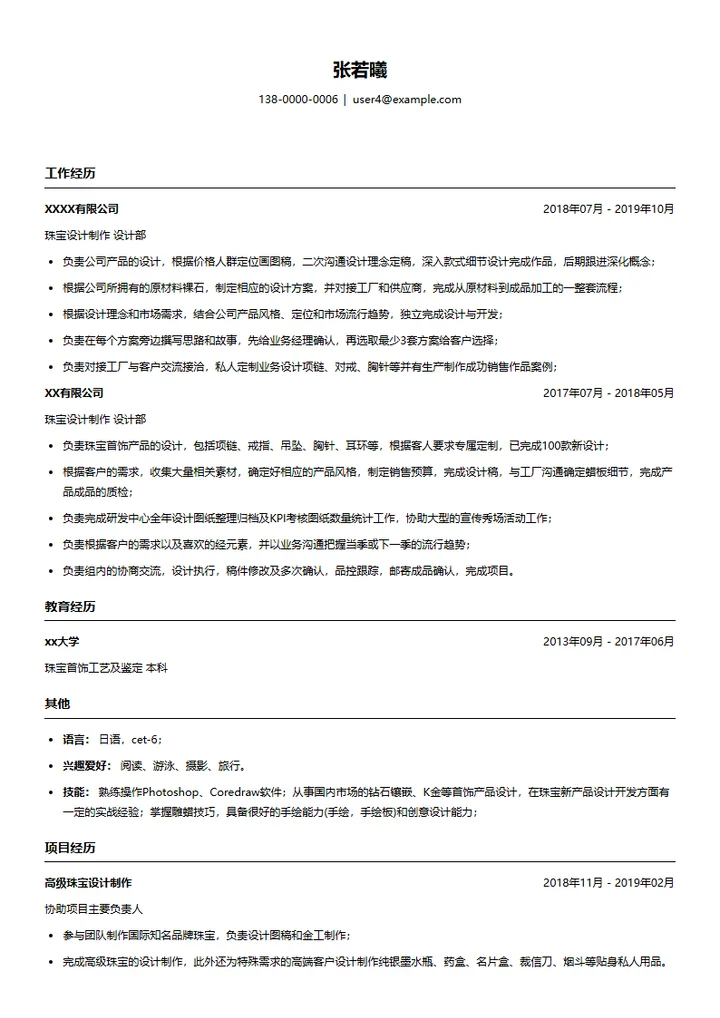 张若曦
138-0000-0006 | user4@example.com
工作经历
XXXX有限公司 2018年07月 - 2019年10月
珠宝设计制作 设计部
• 负责公司产品的设计，根据价格人群定位画图稿，二次沟通设计理念定稿，深入款式细节设计完成作品，后期跟进深化概念；
• 根据公司所拥有的原材料裸石，制定相应的设计方案，并对接工厂和供应商，完成从原材料到成品加工的一整套流程；
• 根据设计理念和市场需求，结合公司产品风格、定位和市场流行趋势，独立完成设计与开发；
• 负责在每个方案旁边撰写思路和故事，先给业务经理确认，再选取最少3套方案给客户选择；
• 负责对接工厂与客户交流接洽，私人定制业务设计项链、对戒、胸针等并有生产制作成功销售作品案例；
XX有限公司 2017年07月 - 2018年05月
珠宝设计制作 设计部
• 负责珠宝首饰产品的设计，包括项链、戒指、吊坠、胸针、耳环等，根据客人要求专属定制，已完成100款新设计；
• 根据客户的需求，收集大量相关素材，确定好相应的产品风格，制定销售预算，完成设计稿，与工厂沟通确定蜡板细节，完成产
品成品的质检；
• 负责完成研发中心全年设计图纸整理归档及KPI考核图纸数量统计工作，协助大型的宣传秀场活动工作；
• 负责根据客户的需求以及喜欢的经元素，并以业务沟通把握当季或下一季的流行趋势；
• 负责组内的协商交流，设计执行，稿件修改及多次确认，品控跟踪，邮寄成品确认，完成项目。
教育经历
xx大学 2013年09月 - 2017年06月
珠宝首饰工艺及鉴定 本科
其他
• 语言： 日语，cet-6；
• 兴趣爱好： 阅读、游泳、摄影、旅行。
• 技能： 熟练操作Photoshop、Coredraw软件；从事国内市场的钻石镶嵌、K金等首饰产品设计，在珠宝新产品设计开发方面有
一定的实战经验；掌握雕蜡技巧，具备很好的手绘能力(手绘，手绘板)和创意设计能力；
项目经历
高级珠宝设计制作 2018年11月 - 2019年02月
协助项目主要负责人
• 参与团队制作国际知名品牌珠宝，负责设计图稿和金工制作；
• 完成高级珠宝的设计制作，此外还为特殊需求的高端客户设计制作纯银墨水瓶、药盒、名片盒、裁信刀、烟斗等贴身私人用品。